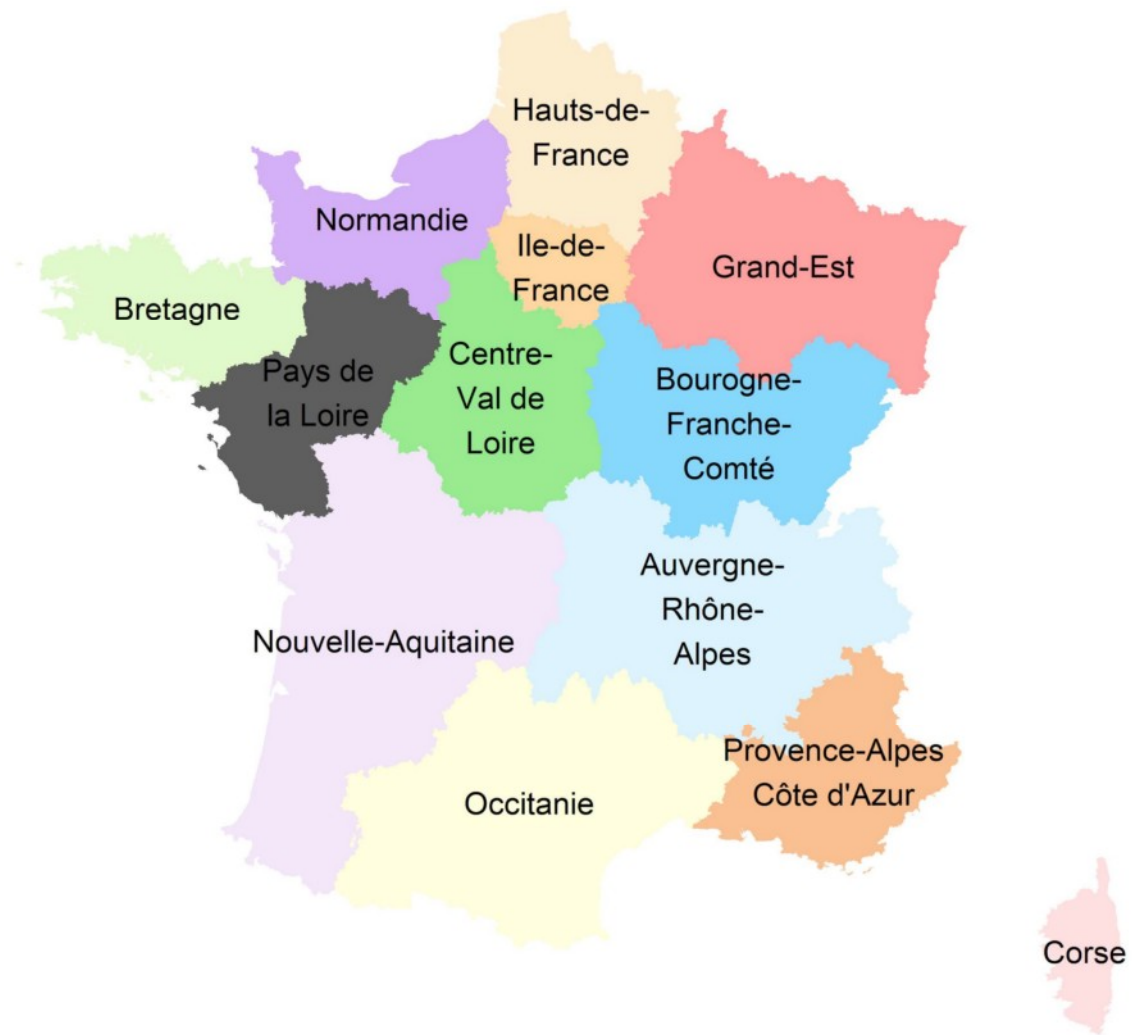 Hauts-de-
France
Normandie
Ile-de-
France
Grand-Est
Bretagne
Pays de
la Loire
Centre-
Val de
Loire
Bourogne-
Franche-
Comté
Auvergne-
Rhône-
Alpes
Nouvelle-Aquitaine
Provence-Alpes
Côte d'Azur
Occitanie
Corse